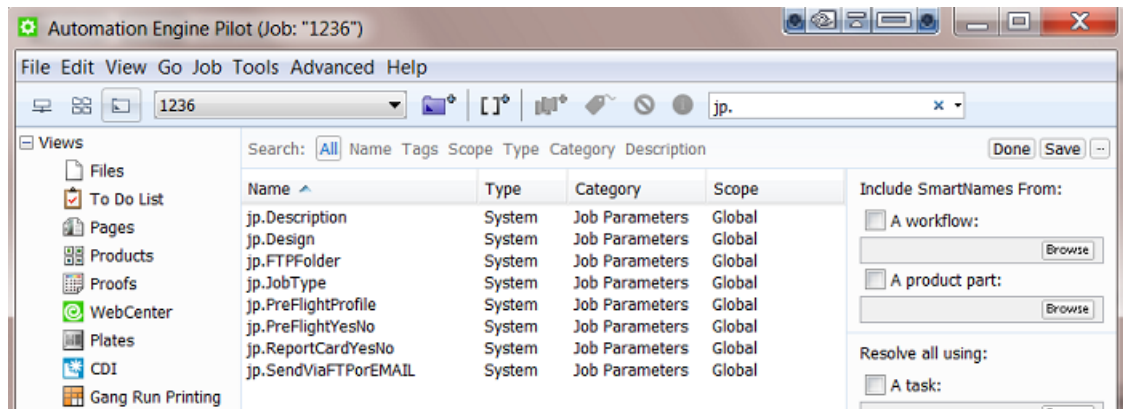 Automation Engine Pilot (Job: "1236")
File Edit View Go Job Tools Advanced Help
1236
jp.
Views
Files
To Do List
Pages
Products
Proofs
WebCenter
Plates
CDI
Gang Run Printing
Search: All Name Tags Scope Type Category Description
Done Save
Name Type Category Scope
jp.Description System Job Parameters Global
jp.Design System Job Parameters Global
jp.FTPFolder System Job Parameters Global
jp.JobType System Job Parameters Global
jp.PreFlightProfile System Job Parameters Global
jp.PreFlightYesNo System Job Parameters Global
jp.ReportCardYesNo System Job Parameters Global
jp.SendViaFTPorEMAIL System Job Parameters Global
Include SmartNames From:
A workflow:
Browse
A product part:
Browse
Resolve all using:
A task: